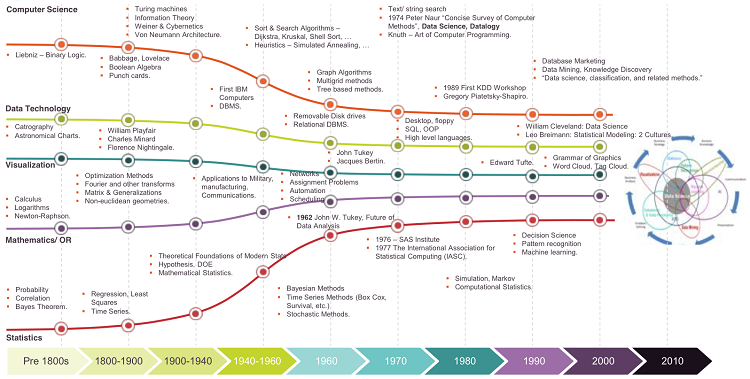 Computer Science
Liebniz – Binary Logic.
Babbage, Lovelace
Boolean Algebra
Punch cards.
Turing machines
Information Theory
Weiner & Cybernetics
Von Neumann Architecture.
Sort & Search Algorithms –
Dijkstra, Kruskal, Shell Sort, …
Heuristics – Simulated Annealing, …
Text/ string search
1974 Peter Naur "Concise Survey of Computer
Methods", Data Science, Datalogy
Knuth – Art of Computer Programming.
Graph Algorithms
Multigrid methods
Tree based methods.
1989 First KDD Workshop
Gregory Piatetsky-Shapiro.
Database Marketing
Data Mining, Knowledge Discovery
"Data science, classification, and related methods."
Data Technology
Catrography
Astronomical Charts.
William Playfair
Charles Minard
Florence Nightingale.
First IBM
Computers
DBMS.
Removable Disk drives
Relational DBMS.
Desktop, floppy
SQL, OOP
High level languages.
William Cleveland: Data Science
Leo Breimann: Statistical Modeling: 2 Cultures
John Tukey
Jacques Bertin.
Edward Tufte.
Grammar of Graphics
Word Cloud, Tag Cloud.
Visualization
Calculus
Logarithms
Newton-Raphson.
Optimization Methods
Fourier and other transforms
Matrix & Generalizations
Non-euclidean geometries.
Applications to Military,
manufacturing,
Communications.
Networks
Assignment Problems
Automation
Scheduling
1962 John W. Tukey, Future of
Data Analysis
Mathematics/ OR
Theoretical Foundations of Modern Stats
Hypothesis, DOE
Mathematical Statistics.
1976 – SAS Institute
1977 The International Association for
Statistical Computing (IASC).
Decision Science
Pattern recognition
Machine learning.
Probability
Correlation
Bayes Theorem.
Regression, Least
Squares
Time Series.
Bayesian Methods
Time Series Methods (Box Cox,
Survival, etc.)
Stochastic Methods.
Simulation, Markov
Computational Statistics.
Statistics
Pre 1800s
1800-1900
1900-1940
1940-1960
1960
1970
1980
1990
2000
2010
Data Mining